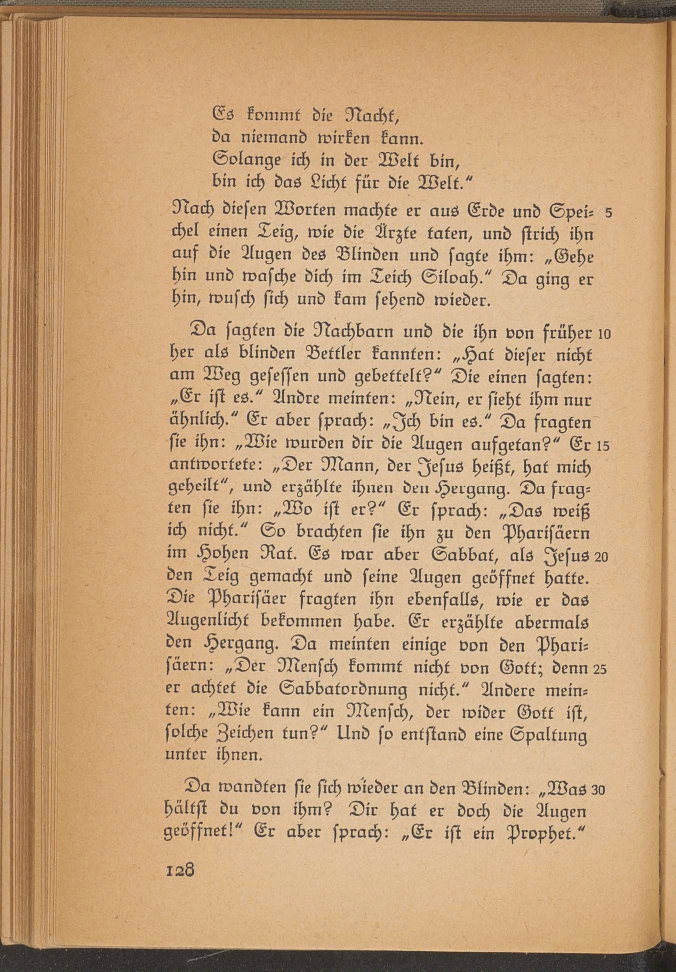 Es kommt die Nacht,
da niemand wirken kann.
Solange ich in der Welt bin,
bin ich das Licht für die Welt.“
Nach diesen Worten machte er aus Erde und Spei= 5
chel einen Teig, wie die Ärzte taten, und strich ihn
auf die Augen des Blinden und sagte ihm: „Gehe
hin und wasche dich im Teich Siloah.“ Da ging er
hin, wusch sich und kam sehend wieder.
Da sagten die Nachbarn und die ihn von früher 10
her als blinden Bettler kannten: „Hat dieser nicht
am Weg gesessen und gebettelt?“ Die einen sagten:
„Er ist es.“ Andre meinten: „Nein, er sieht ihm nur
ähnlich.“ Er aber sprach: „Ich bin es.“ Da fragten
sie ihn: „Wie wurden dir die Augen aufgetan?“ Er 15
antwortete: „Der Mann, der Jesus heißt, hat mich
geheilt“, und erzählte ihnen den Hergang. Da frag=
ten sie ihn: „Wo ist er?“ Er sprach: „Das weiß
ich nicht.“ So brachten sie ihn zu den Pharisäern
im Hohen Rat. Es war aber Sabbat, als Jesus 20
den Teig gemacht und seine Augen geöffnet hatte.
Die Pharisäer fragten ihn ebenfalls, wie er das
Augenlicht bekommen habe. Er erzählte abermals
den Hergang. Da meinten einige von den Phari=
säern: „Der Mensch kommt nicht von Gott; denn 25
er achtet die Sabbatordnung nicht.“ Andere mein=
ten: „Wie kann ein Mensch, der wider Gott ist,
solche Zeichen tun?“ Und so entstand eine Spaltung
unter ihnen.
Da wandten sie sich wieder an den Blinden: „Was 30
hältst du von ihm? Dir hat er doch die Augen
geöffnet!“ Er aber sprach: „Er ist ein Prophet.“
128